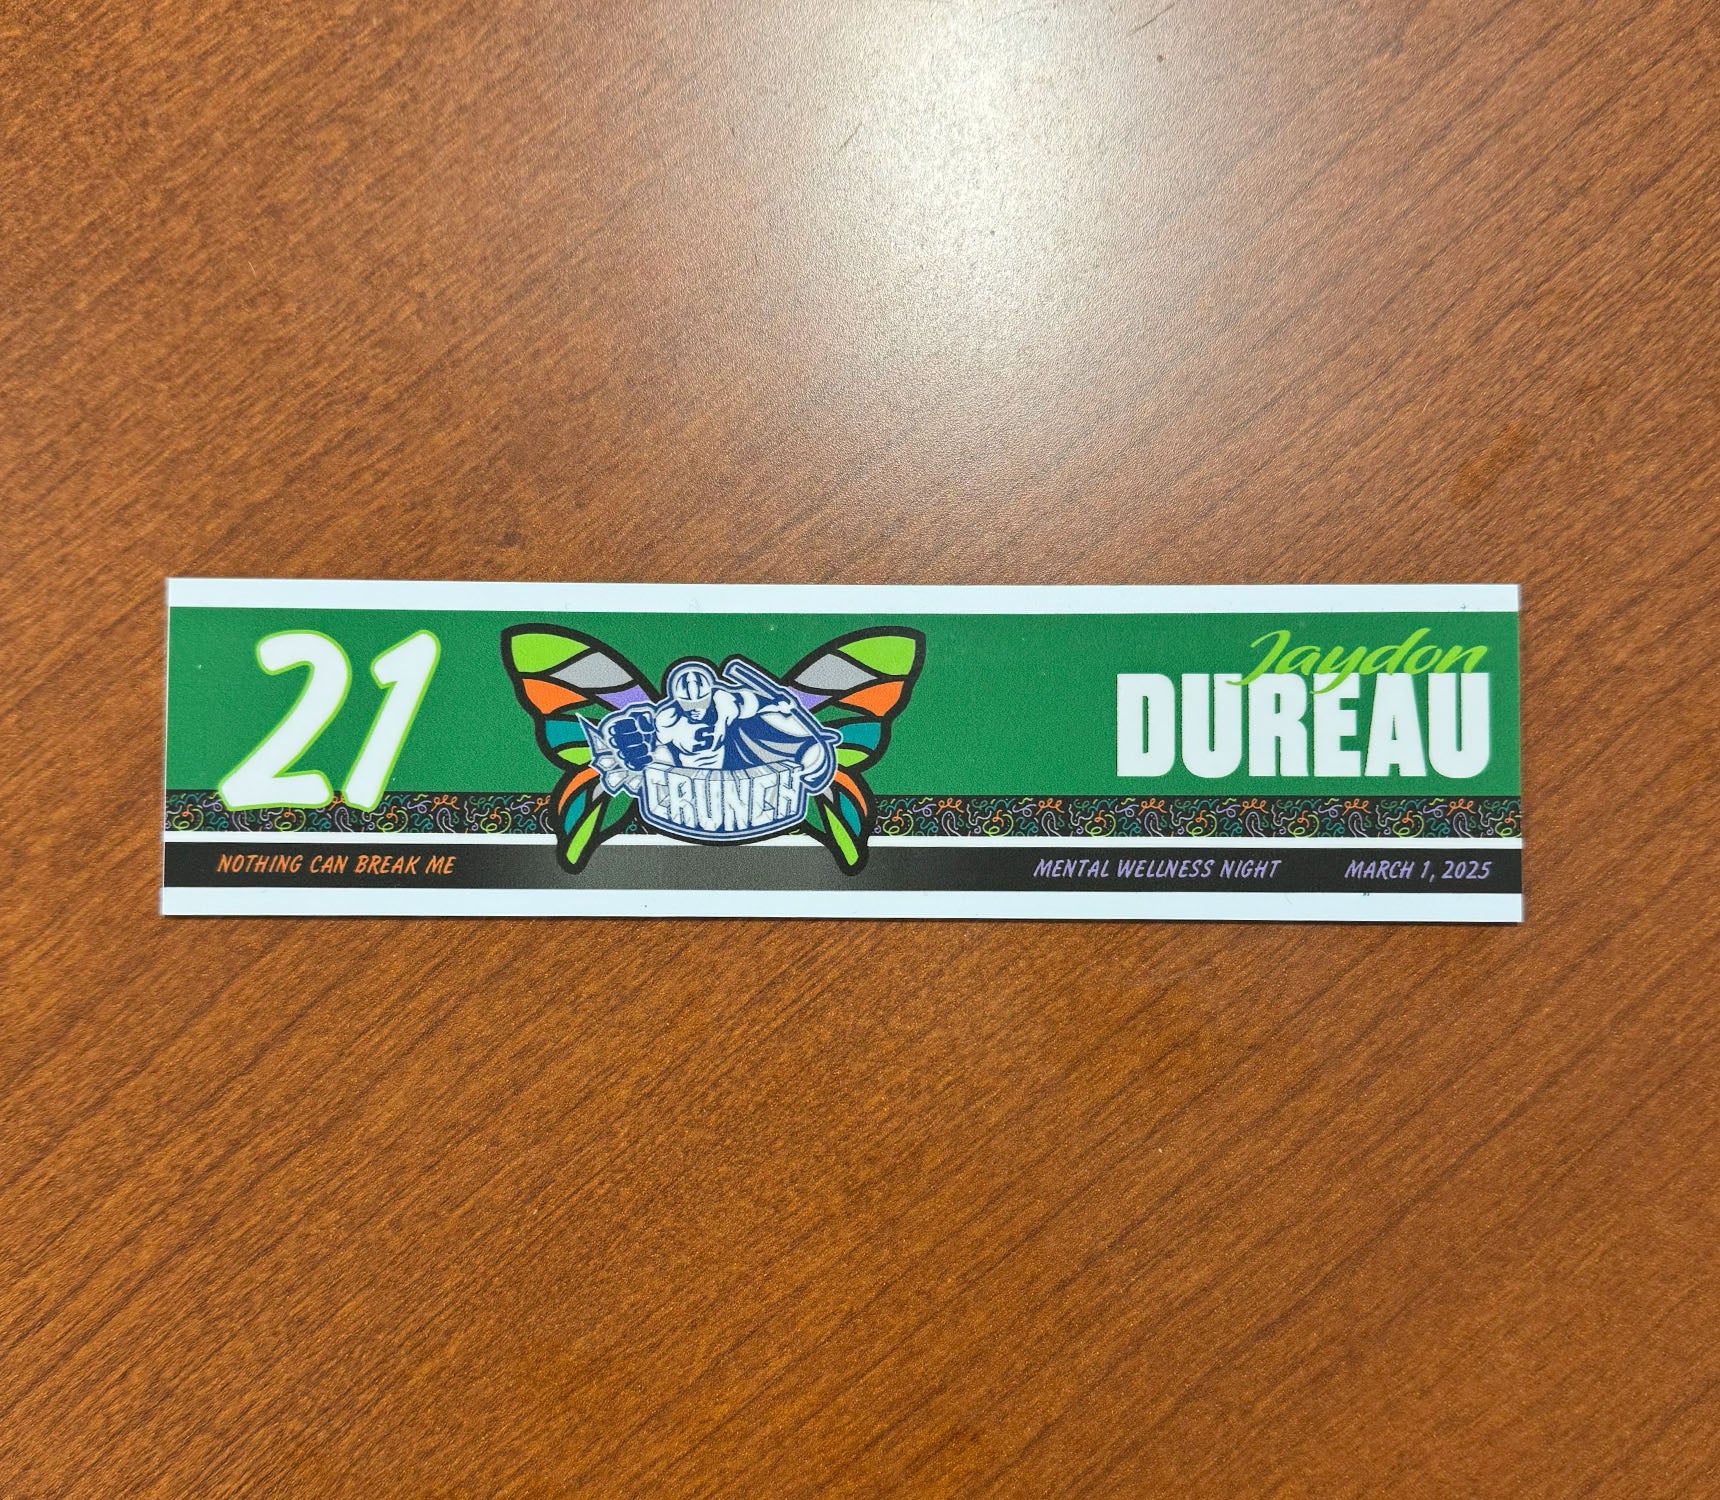 21
S
CRUNCH
Jaydon
DUREAU
NOTHING CAN BREAK ME
MENTAL WELLNESS NIGHT
MARCH 1, 2025